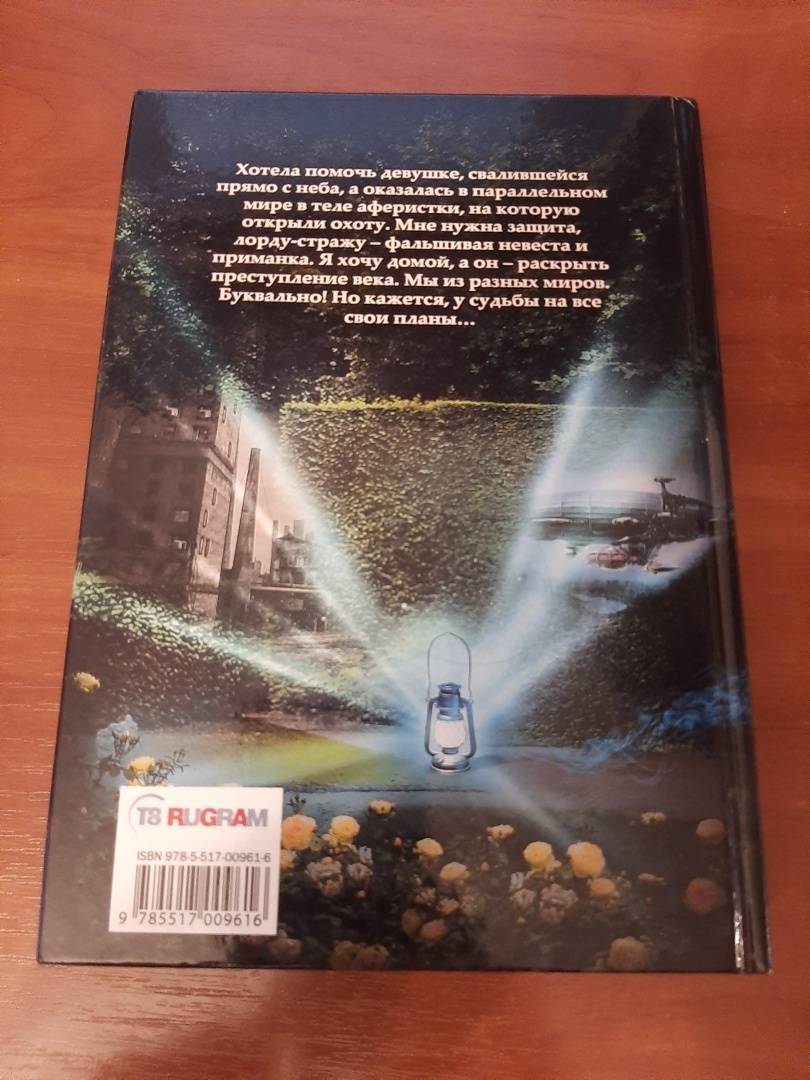 Хотела помочь девушке, свалившейся
прямо с неба, а оказалась в параллельном
мире в теле аферистки, на которую
открыли охоту. Мне нужна защита,
лорду-стражу – фальшивая невеста и
приманка. Я хочу домой, а он – раскрыть
преступление века. Мы из разных миров.
Буквально! Но кажется, у судьбы на все
свои планы...
T8 RUGRAM
ISBN 978-5-517-00961-6
9 785517 009616